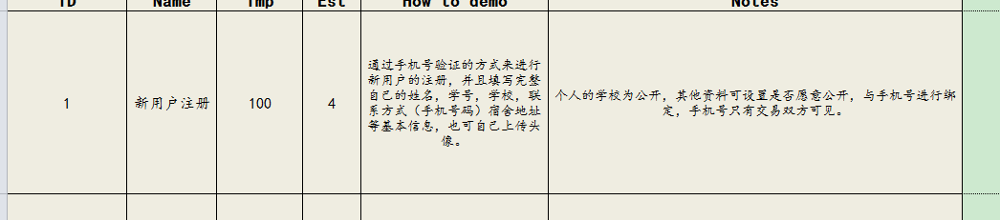 ID Name Imp Est How to demo Notes
1 新用户注册 100 4
通过手机号验证的方式来进行
新用户的注册，并且填写完整
自己的姓名，学号，学校，联
系方式（手机号码）宿舍地址
等基本信息，也可自己上传头
像。
个人的学校为公开，其他资料可设置是否愿意公开，与手机号进行绑
定，手机号只有交易双方可见。